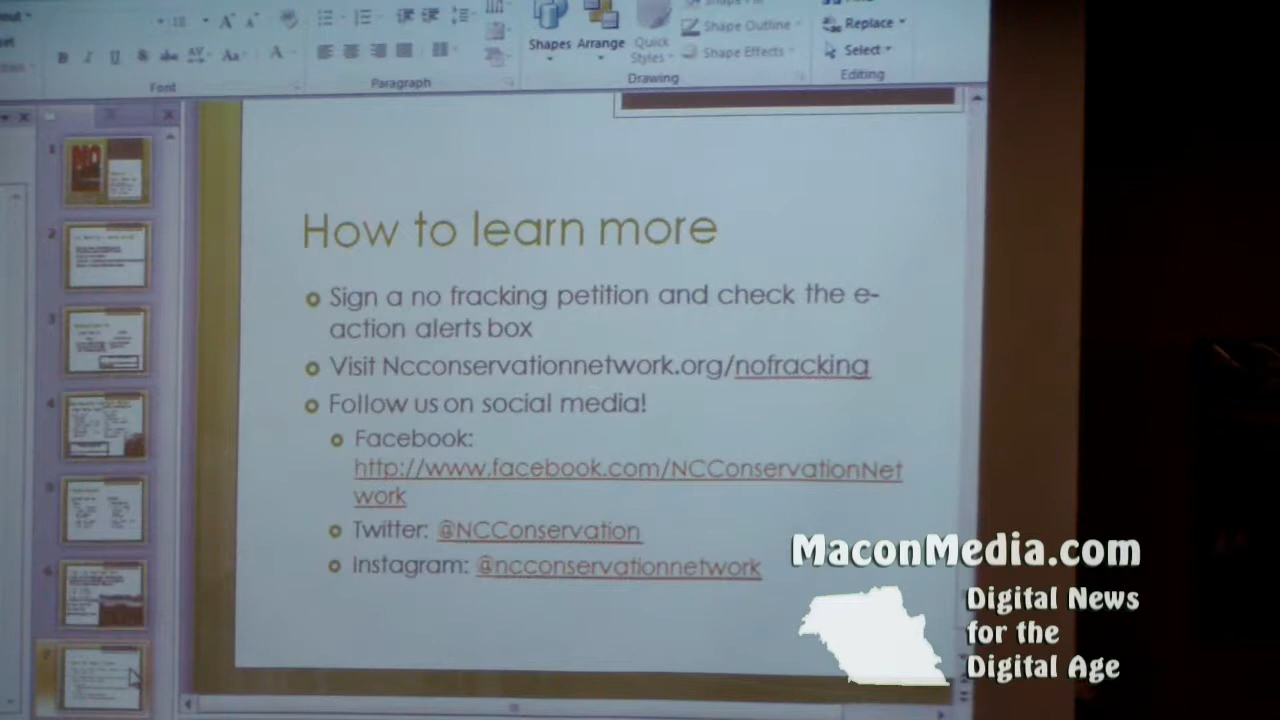 Replace
Shapes
Arrange
Quick
Styles
Shape Outline
Shape Effects
Select
Font
Paragraph
Drawing
Editing
How to learn more
Sign a no fracking petition and check the e-
action alerts box
Visit Ncconservationnetwork.org/nofracking
Follow us on social media!
Facebook:
http://www.facebook.com/NCConservationNet
work
Twitter: @NCConservation
Instagram: @ncconservationnetwork
MaconMedia.com
Digital News
for the
Digital Age